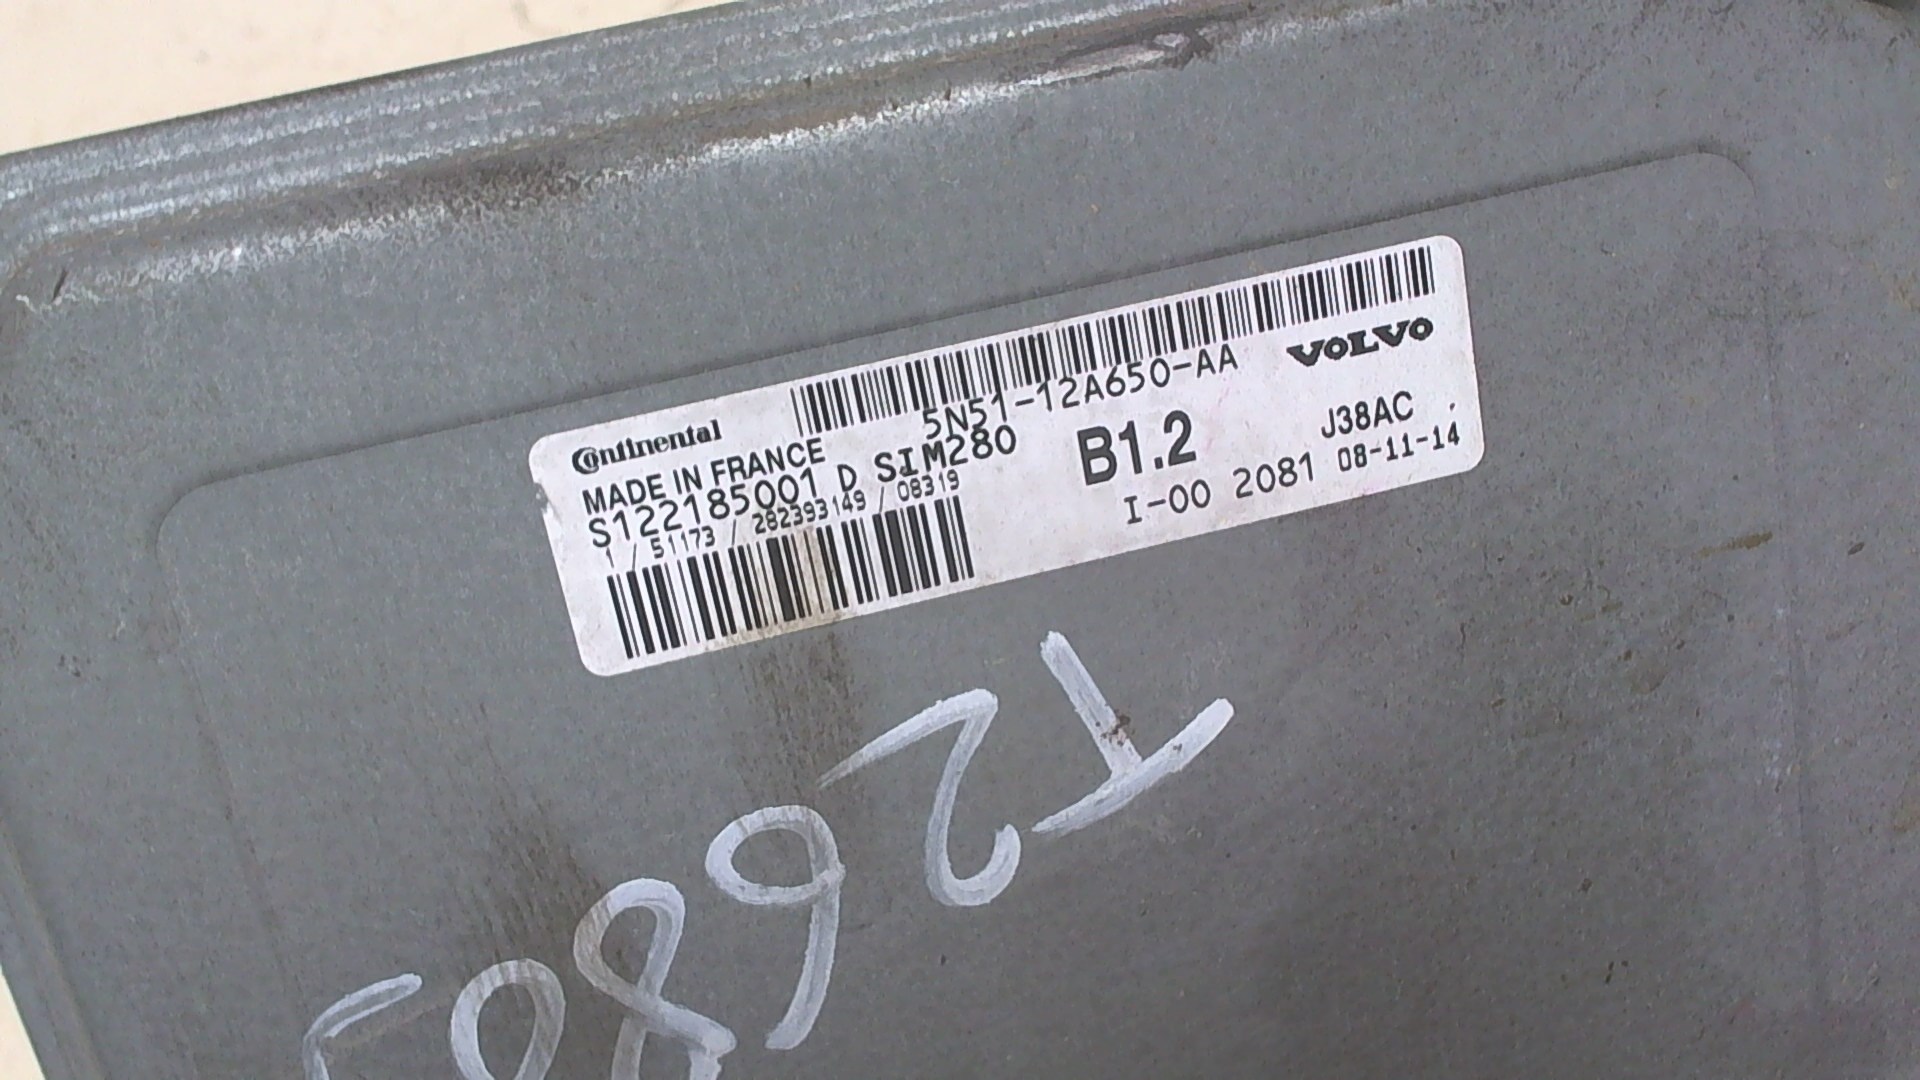 Continental
5N51-12A650-AA
VOLVO
MADE IN FRANCE
S122185001 D SIM280
B1.2
J38AC
1 / 51173 / 282393149 / 08319
I-00 2081 08-11-14